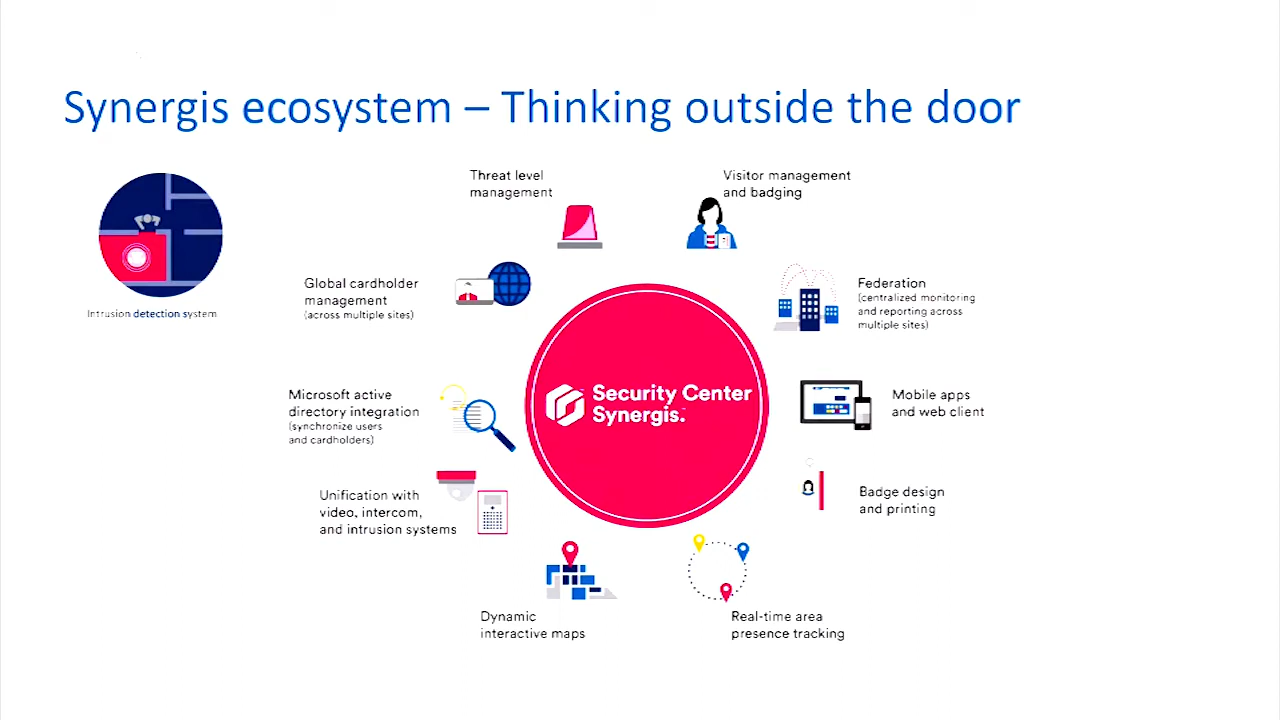 Synergis ecosystem – Thinking outside the door
Intrusion detection system
Threat level
management
Visitor management
and badging
Global cardholder
management
(across multiple sites)
Federation
(centralized monitoring
and reporting across
multiple sites)
Microsoft active
directory integration
(synchronize users
and cardholders)
Security Center
Synergis.™
Mobile apps
and web client
Unification with
video, intercom,
and intrusion systems
Badge design
and printing
Dynamic
interactive maps
Real-time area
presence tracking